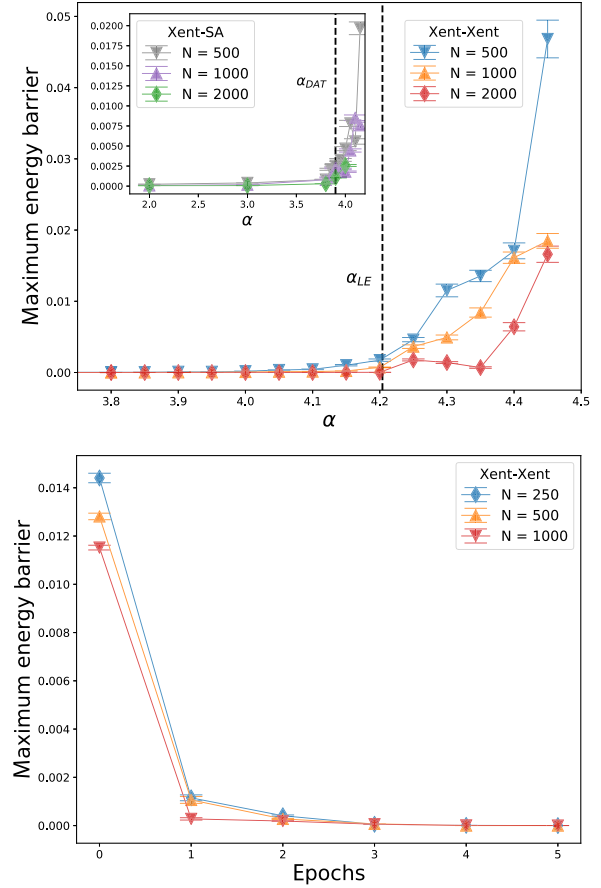 Maximum energy barrier
0.05
0.04
0.03
0.02
0.01
0.00
3.8 3.9 4.0 4.1 4.2 4.3 4.4 4.5
α
α_LE
Xent-Xent
N = 500
N = 1000
N = 2000
0.0200
0.0175
0.0150
0.0125
0.0100
0.0075
0.0050
0.0025
0.0000
2.0 2.5 3.0 3.5 4.0
α
α_DAT
Xent-SA
N = 500
N = 1000
N = 2000
Maximum energy barrier
0.014
0.012
0.010
0.008
0.006
0.004
0.002
0.000
0 1 2 3 4 5
Epochs
Xent-Xent
N = 250
N = 500
N = 1000